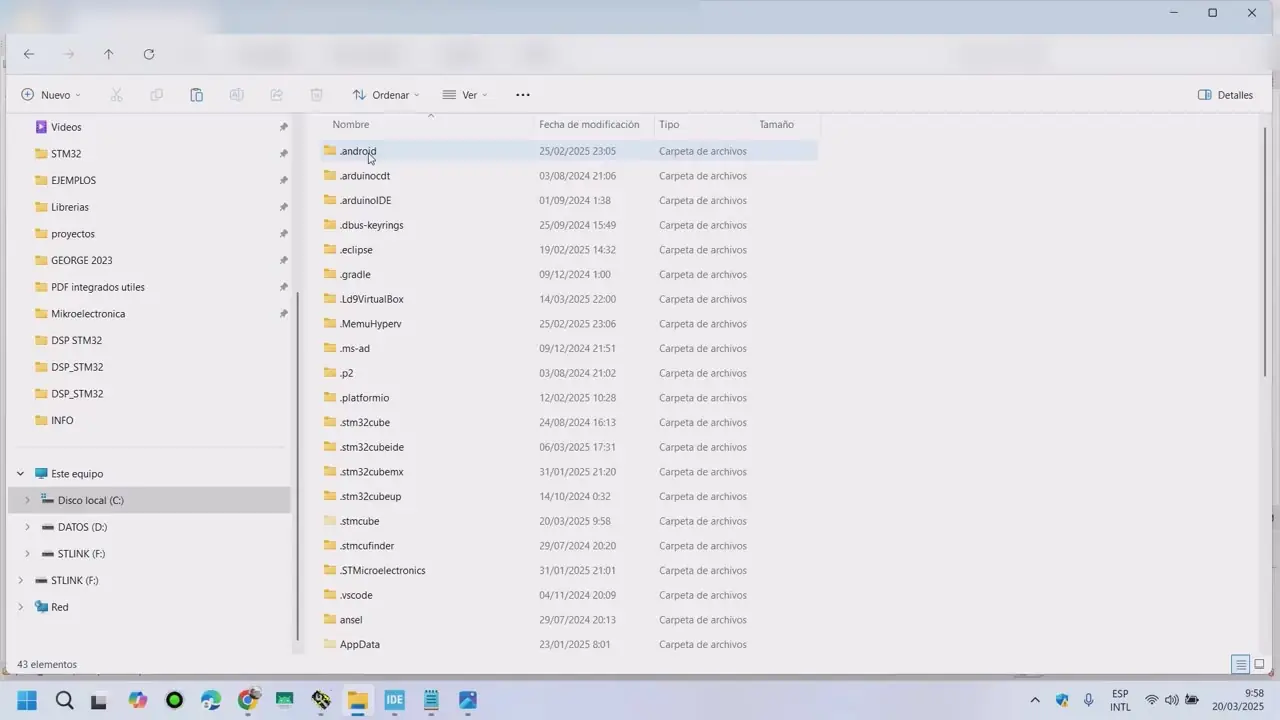 Nuevo
Ordenar
Ver
Detalles
Videos
STM32
EJEMPLOS
Librerias
proyectos
GEORGE 2023
PDF integrados utiles
Mikroelectronica
DSP STM32
DSP_STM32
DSP_STM32
INFO
Este equipo
Disco local (C:)
DATOS (D:)
STLINK (F:)
STLINK (F:)
Red
Nombre Fecha de modificación Tipo Tamaño
.android 25/02/2025 23:05 Carpeta de archivos
.arduinocdt 03/08/2024 21:06 Carpeta de archivos
.arduinoIDE 01/09/2024 1:38 Carpeta de archivos
.dbus-keyrings 25/09/2024 15:49 Carpeta de archivos
.eclipse 19/02/2025 14:32 Carpeta de archivos
.gradle 09/12/2024 1:00 Carpeta de archivos
.Ld9VirtualBox 14/03/2025 22:00 Carpeta de archivos
.MemuHyperv 25/02/2025 23:06 Carpeta de archivos
.ms-ad 09/12/2024 21:51 Carpeta de archivos
.p2 03/08/2024 21:02 Carpeta de archivos
.platformio 12/02/2025 10:28 Carpeta de archivos
.stm32cube 24/08/2024 16:13 Carpeta de archivos
.stm32cubeide 06/03/2025 17:31 Carpeta de archivos
.stm32cubemx 31/01/2025 21:20 Carpeta de archivos
.stm32cubeup 14/10/2024 0:32 Carpeta de archivos
.stmcube 20/03/2025 9:58 Carpeta de archivos
.stmcufinder 29/07/2024 20:20 Carpeta de archivos
.STMicroelectronics 31/01/2025 21:01 Carpeta de archivos
.vscode 04/11/2024 20:09 Carpeta de archivos
ansel 29/07/2024 20:13 Carpeta de archivos
AppData 23/01/2025 8:01 Carpeta de archivos
43 elementos
IDE
ESP
INTL
9:58
20/03/2025